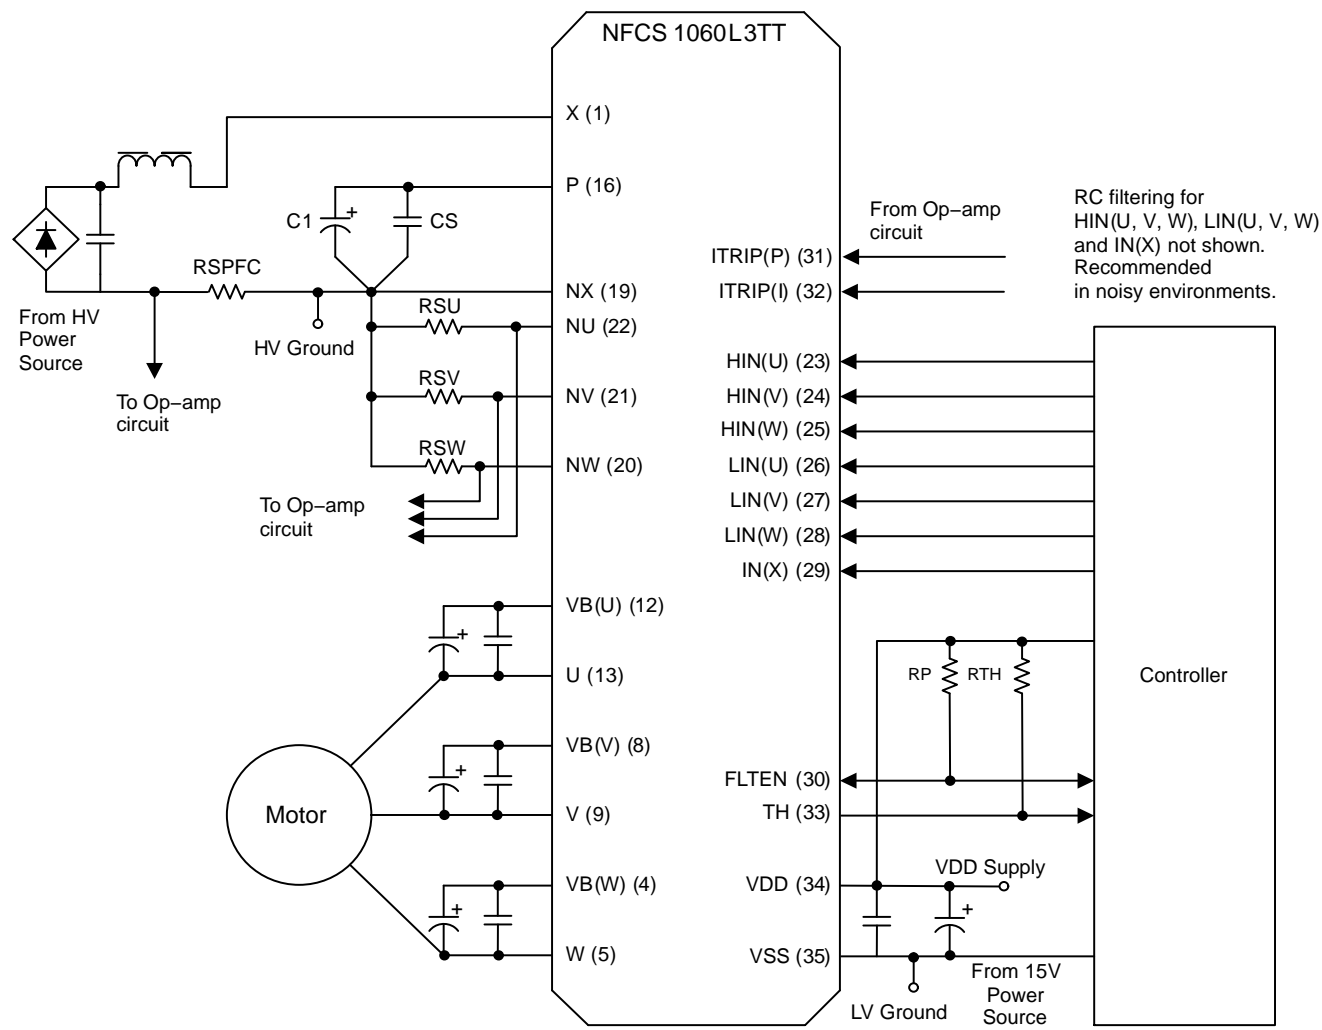 NFCS 1060L3TT
X (1)
P (16)
C1
+
CS
RSPFC
NX (19)
From HV
Power
Source
HV Ground
RSU
NU (22)
To Op−amp
circuit
RSV
NV (21)
RSW
NW (20)
To Op−amp
circuit
VB(U) (12)
+
U (13)
VB(V) (8)
+
Motor
V (9)
VB(W) (4)
+
W (5)
From Op−amp
circuit
ITRIP(P) (31)
ITRIP(I) (32)
RC filtering for
HIN(U, V, W), LIN(U, V, W)
and IN(X) not shown.
Recommended
in noisy environments.
HIN(U) (23)
HIN(V) (24)
HIN(W) (25)
LIN(U) (26)
LIN(V) (27)
LIN(W) (28)
IN(X) (29)
RP
RTH
Controller
FLTEN (30)
TH (33)
VDD (34)
VDD Supply
+
VSS (35)
LV Ground
From 15V
Power
Source